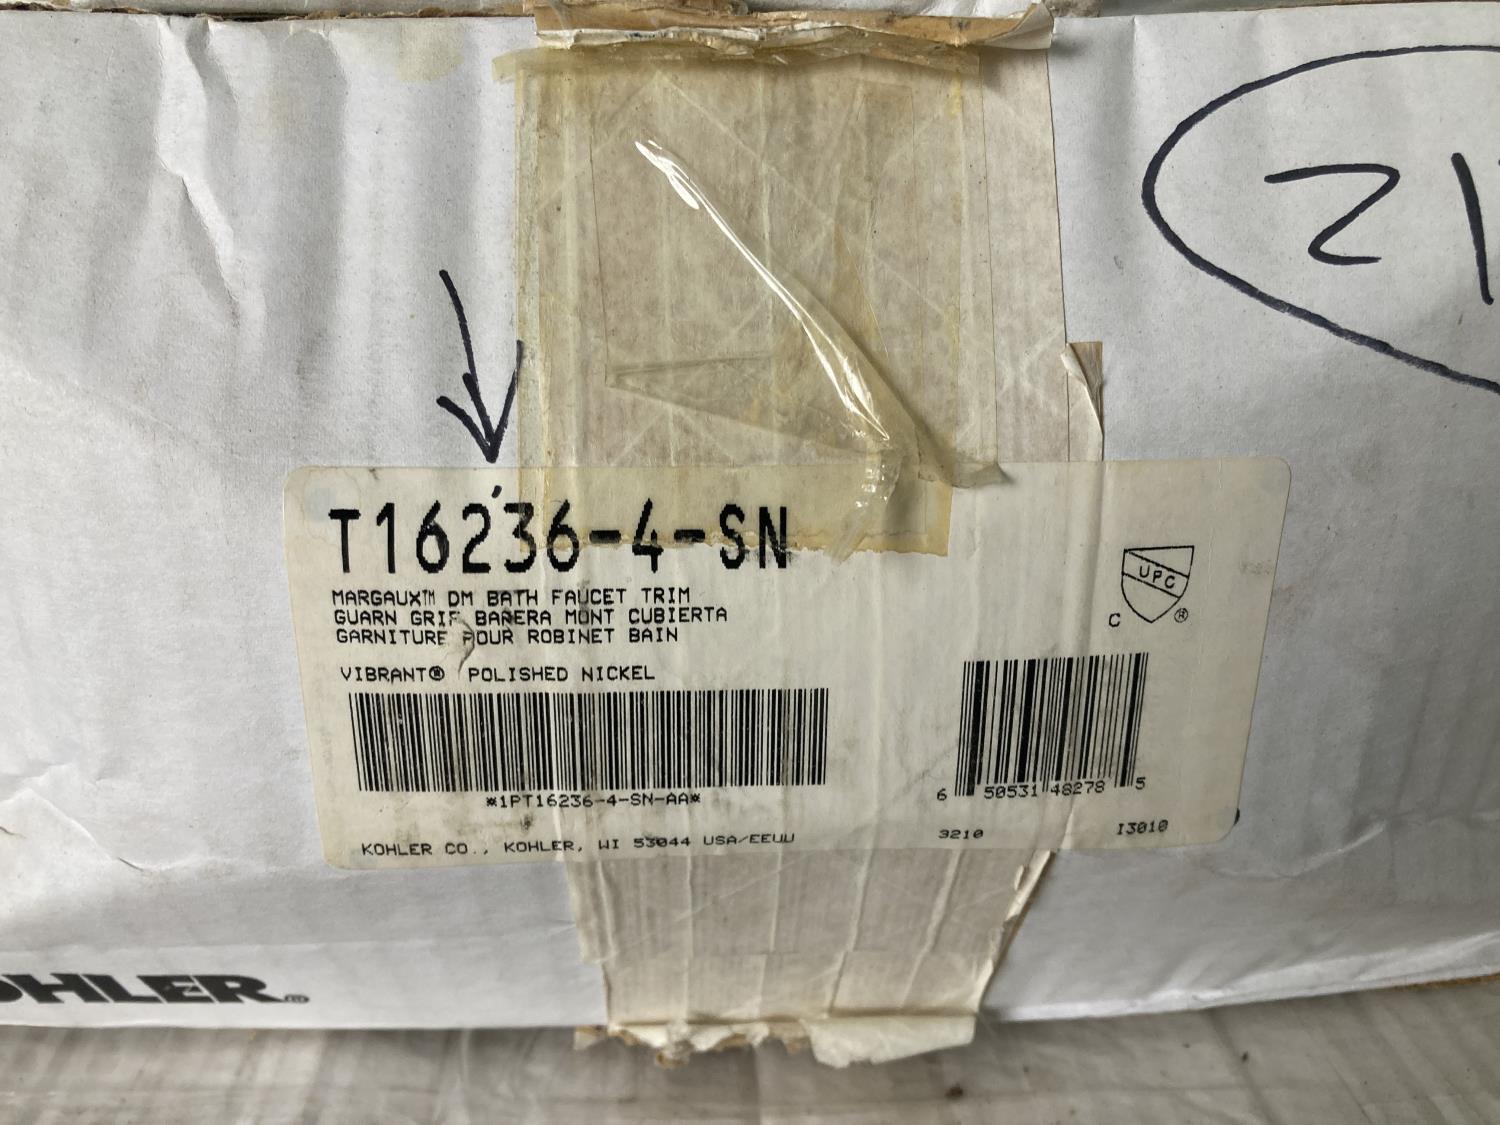 21
T16236-4-SN
MARGAUX™ DM BATH FAUCET TRIM
GUARN GRIF BAÑERA MONT CUBIERTA
GARNITURE POUR ROBINET BAIN
VIBRANT® POLISHED NICKEL
*1PT16236-4-SN-AA*
KOHLER CO., KOHLER, WI 53044 USA/EEUU
UPC
C ®
6 50531 48278 5
3210 I3010
OHLER®